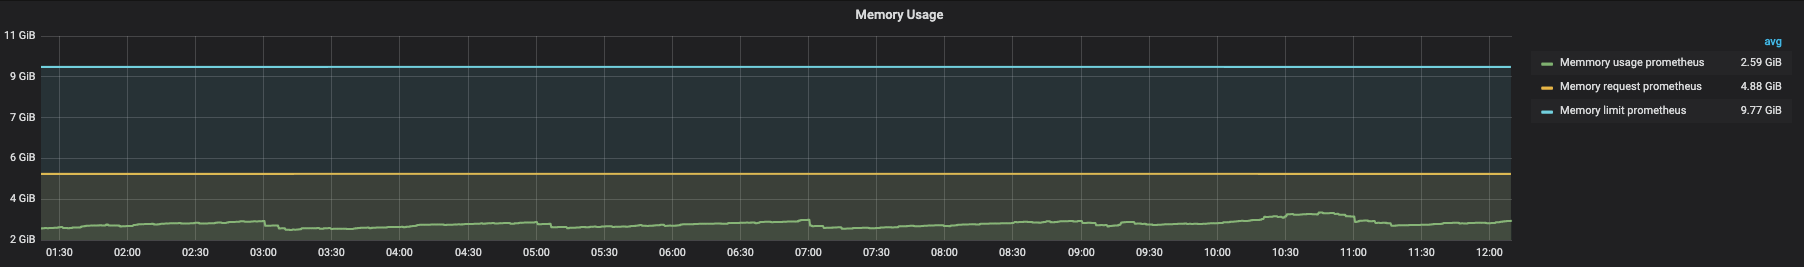 Memory Usage
11 GiB
9 GiB
7 GiB
6 GiB
4 GiB
2 GiB
01:30 02:00 02:30 03:00 03:30 04:00 04:30 05:00 05:30 06:00 06:30 07:00 07:30 08:00 08:30 09:00 09:30 10:00 10:30 11:00 11:30 12:00
avg
Memmory usage prometheus 2.59 GiB
Memory request prometheus 4.88 GiB
Memory limit prometheus 9.77 GiB